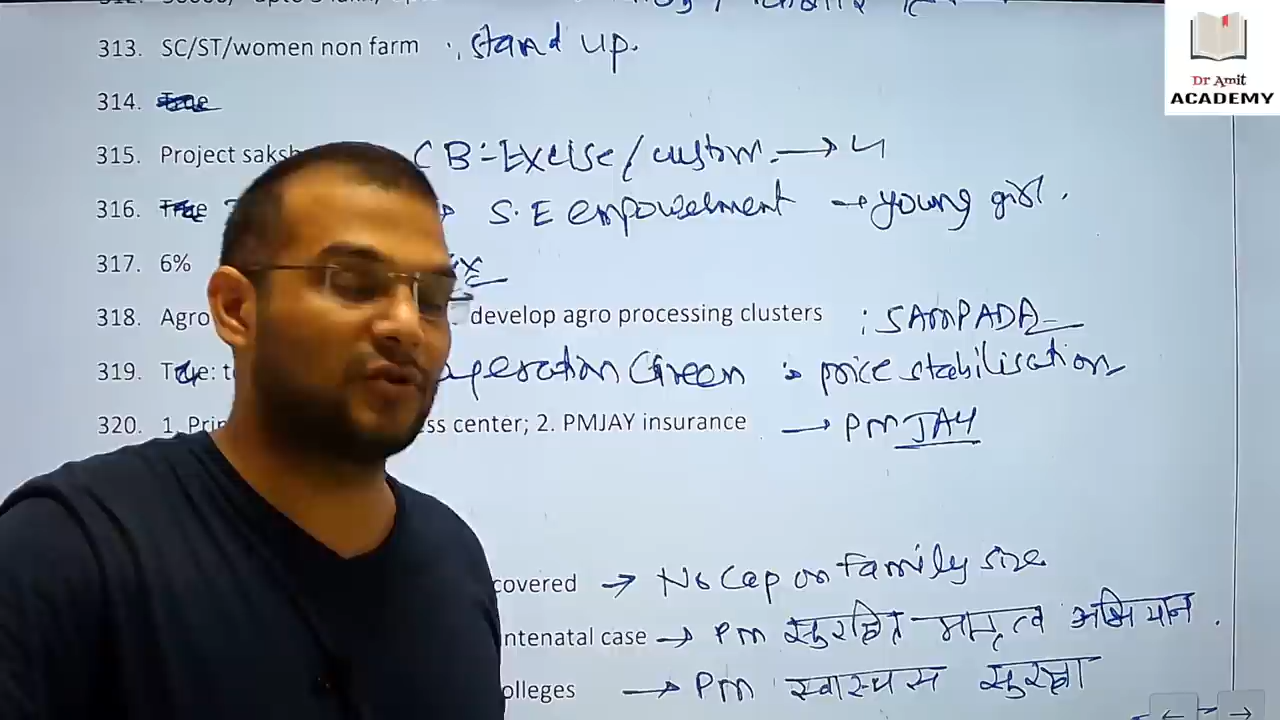 313. SC/ST/women non farm : stand up.
Dr Amit
ACADEMY
314. True
315. Project saksh CB:-Excise/custom. → 4
316. True S.E empowerment → young girl.
317. 6%
318. Agro develop agro processing clusters : SAMPADA
319. operation Green : price stabilisation
320. 1. Pri ess center; 2. PMJAY insurance → PMJAY
covered → No cap on family size
ntenatal case → PM सुरक्षित मातृत्व अभियान.
olleges → PM स्वास्थ्य सुरक्षा